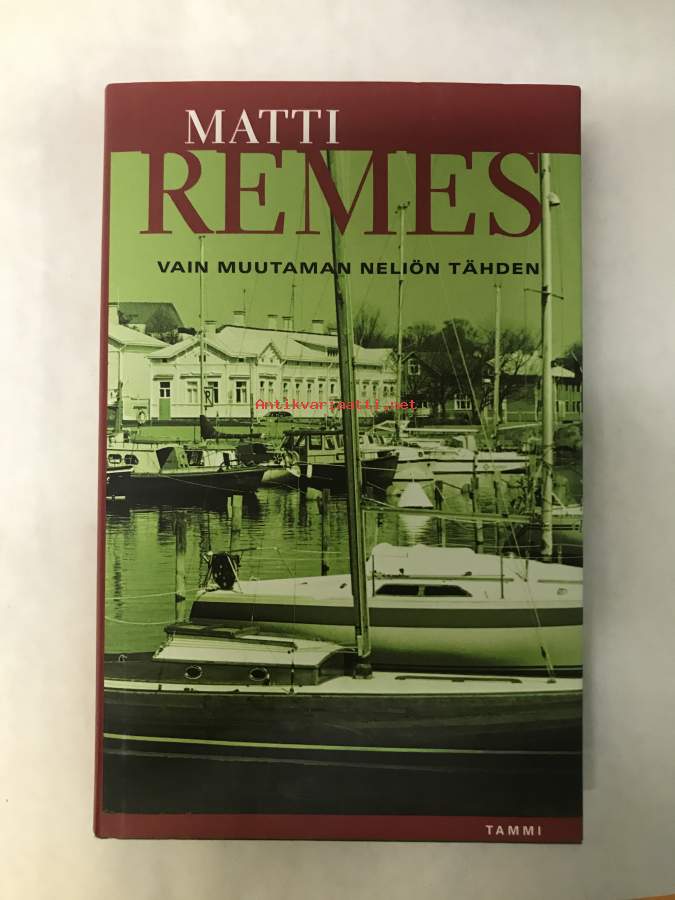 MATTI
REMES
VAIN MUUTAMAN NELIÖN TÄHDEN
Antikvariaatti.net
TAMMI